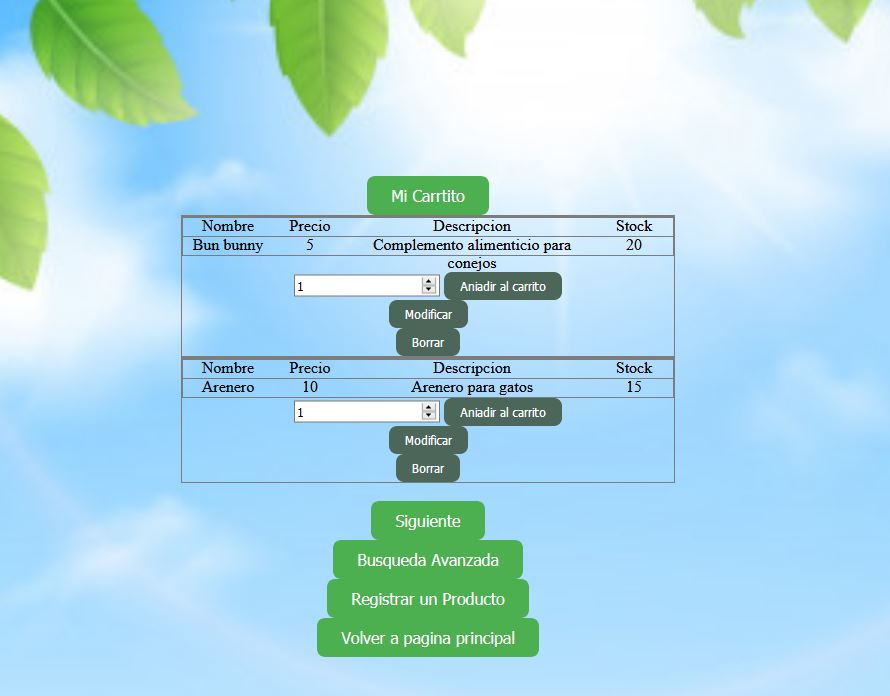 Mi Carrtito
Nombre Precio Descripcion Stock
Bun bunny 5 Complemento alimenticio para 20
conejos
1 Aniadir al carrito
Modificar
Borrar
Nombre Precio Descripcion Stock
Arenero 10 Arenero para gatos 15
1 Aniadir al carrito
Modificar
Borrar
Siguiente
Busqueda Avanzada
Registrar un Producto
Volver a pagina principal